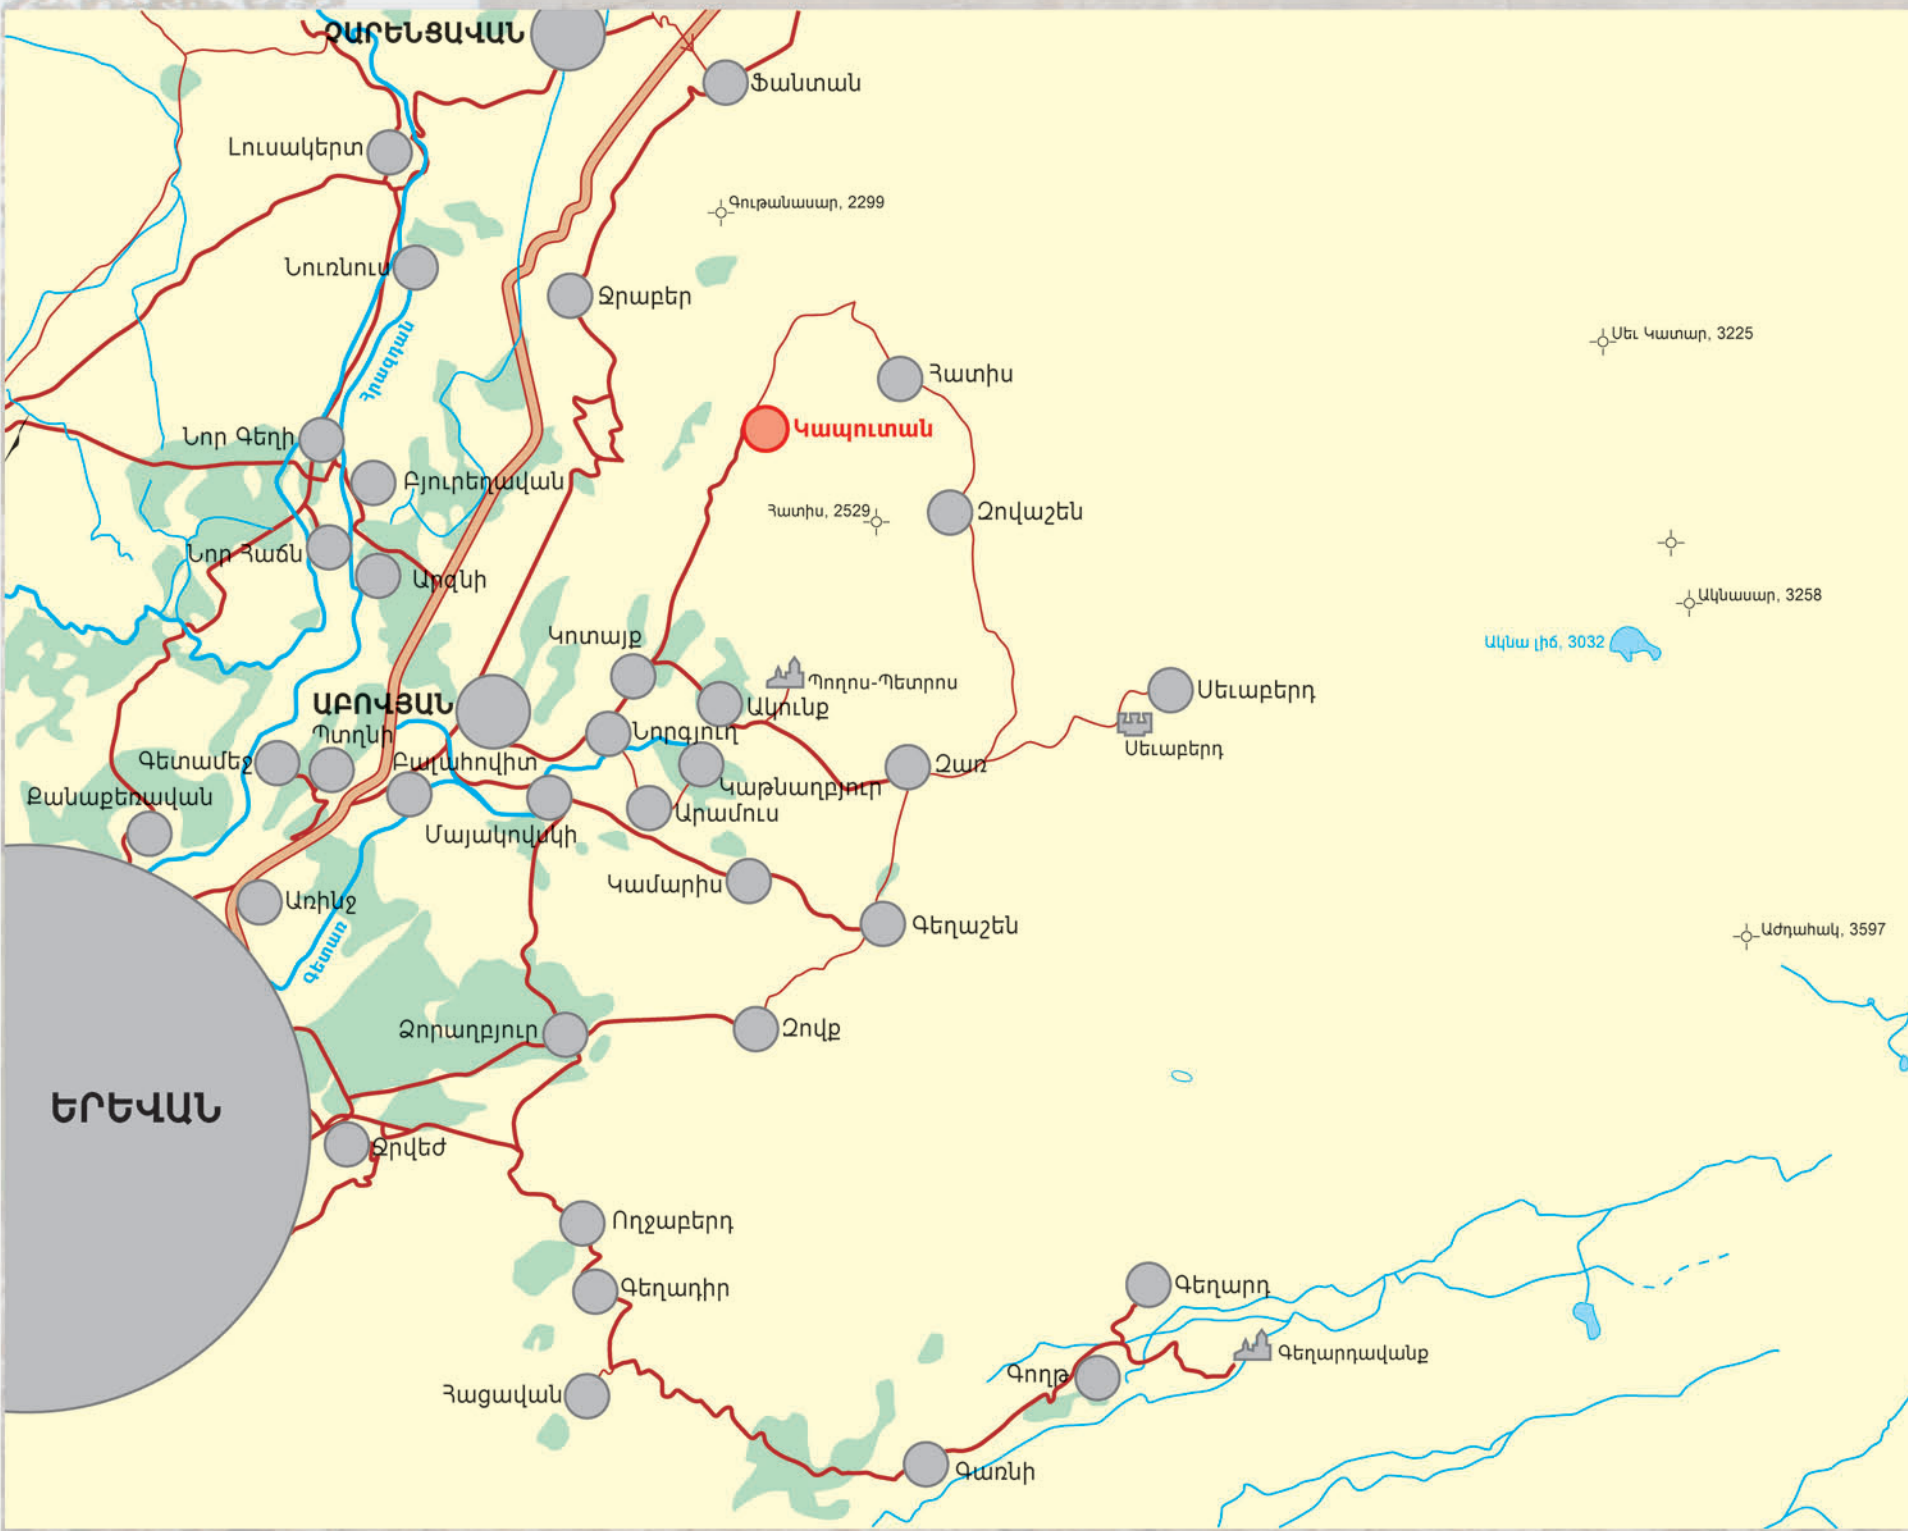 ՉԱՐԵՆՑԱՎԱՆ
Ֆանտան
Լուսակերտ
Գութանասար, 2299
Նուռնուս
Ջրաբեր
Հրազդան
Սեւ Կատար, 3225
Հատիս
Կապուտան
Նոր Գեղի
Բյուրեղավան
Հատիս, 2529
Զովաշեն
Նոր Հաճն
Արզնի
Ակնասար, 3258
Կոտայք
Ակնա լիճ, 3032
Պողոս-Պետրոս
Սեւաբերդ
ԱԲՈՎՅԱՆ
Ակունք
Պտղնի
Նորգյուղ
Սեւաբերդ
Գետամեջ
Բալահովիտ
Զառ
Կաթնաղբյուր
Քանաքեռավան
Արամուս
Մայակովսկի
Կամարիս
Առինջ
Գեղաշեն
Աժդահակ, 3597
Գետառ
Ձորաղբյուր
Զովք
ԵՐԵՎԱՆ
Ջրվեժ
Ողջաբերդ
Գեղադիր
Գեղարդ
Գեղարդավանք
Գողթ
Հացավան
Գառնի